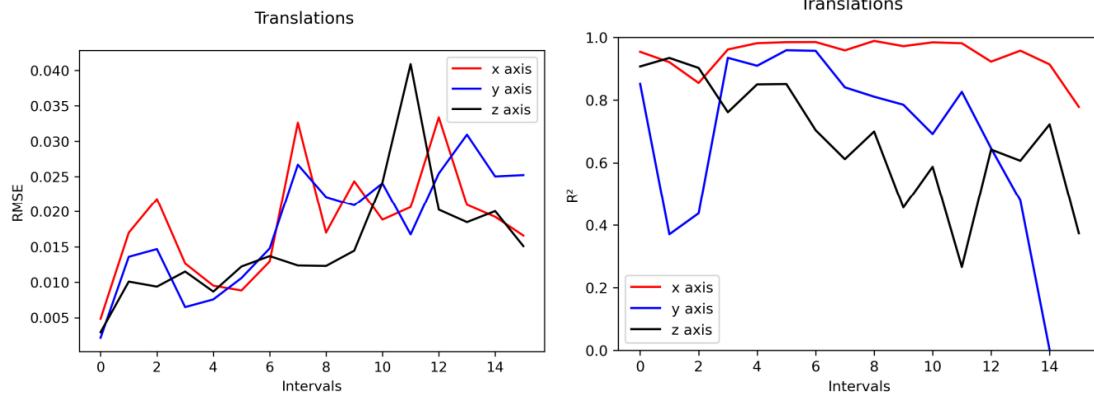 Translations
0.040
0.035
0.030
0.025
0.020
0.015
0.010
0.005
RMSE
x axis
y axis
z axis
0 2 4 6 8 10 12 14
Intervals
Translations
1.0
0.8
0.6
0.4
0.2
0.0
R²
x axis
y axis
z axis
0 2 4 6 8 10 12 14
Intervals